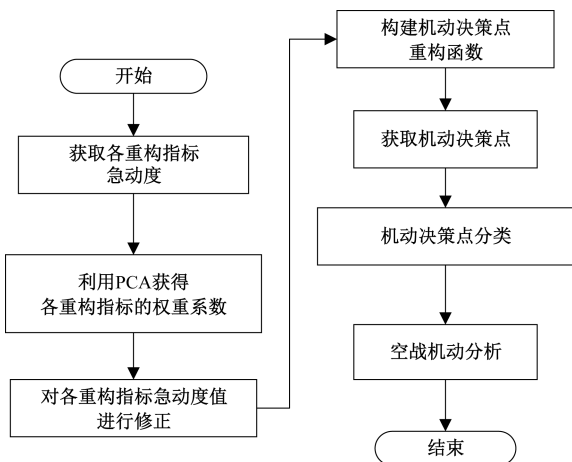 开始
获取各重构指标
急动度
利用PCA获得
各重构指标的权重系数
对各重构指标急动度值
进行修正
构建机动决策点
重构函数
获取机动决策点
机动决策点分类
空战机动分析
结束